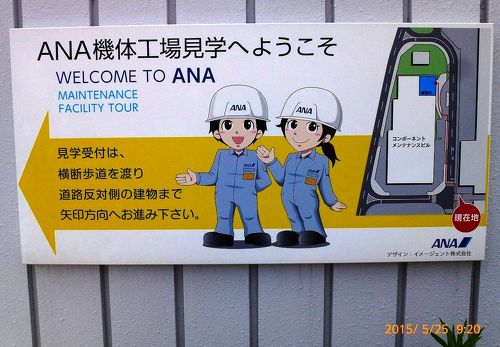 ANA機体工場見学へようこそ
WELCOME TO ANA
MAINTENANCE
FACILITY TOUR
見学受付は、
横断歩道を渡り
道路反対側の建物まで
矢印方向へお進み下さい。
ANA
ANA
コンポーネント
メンテナンスビル
現在地
ANA
デザイン：イメージェント株式会社
2015/ 5/25 9:20